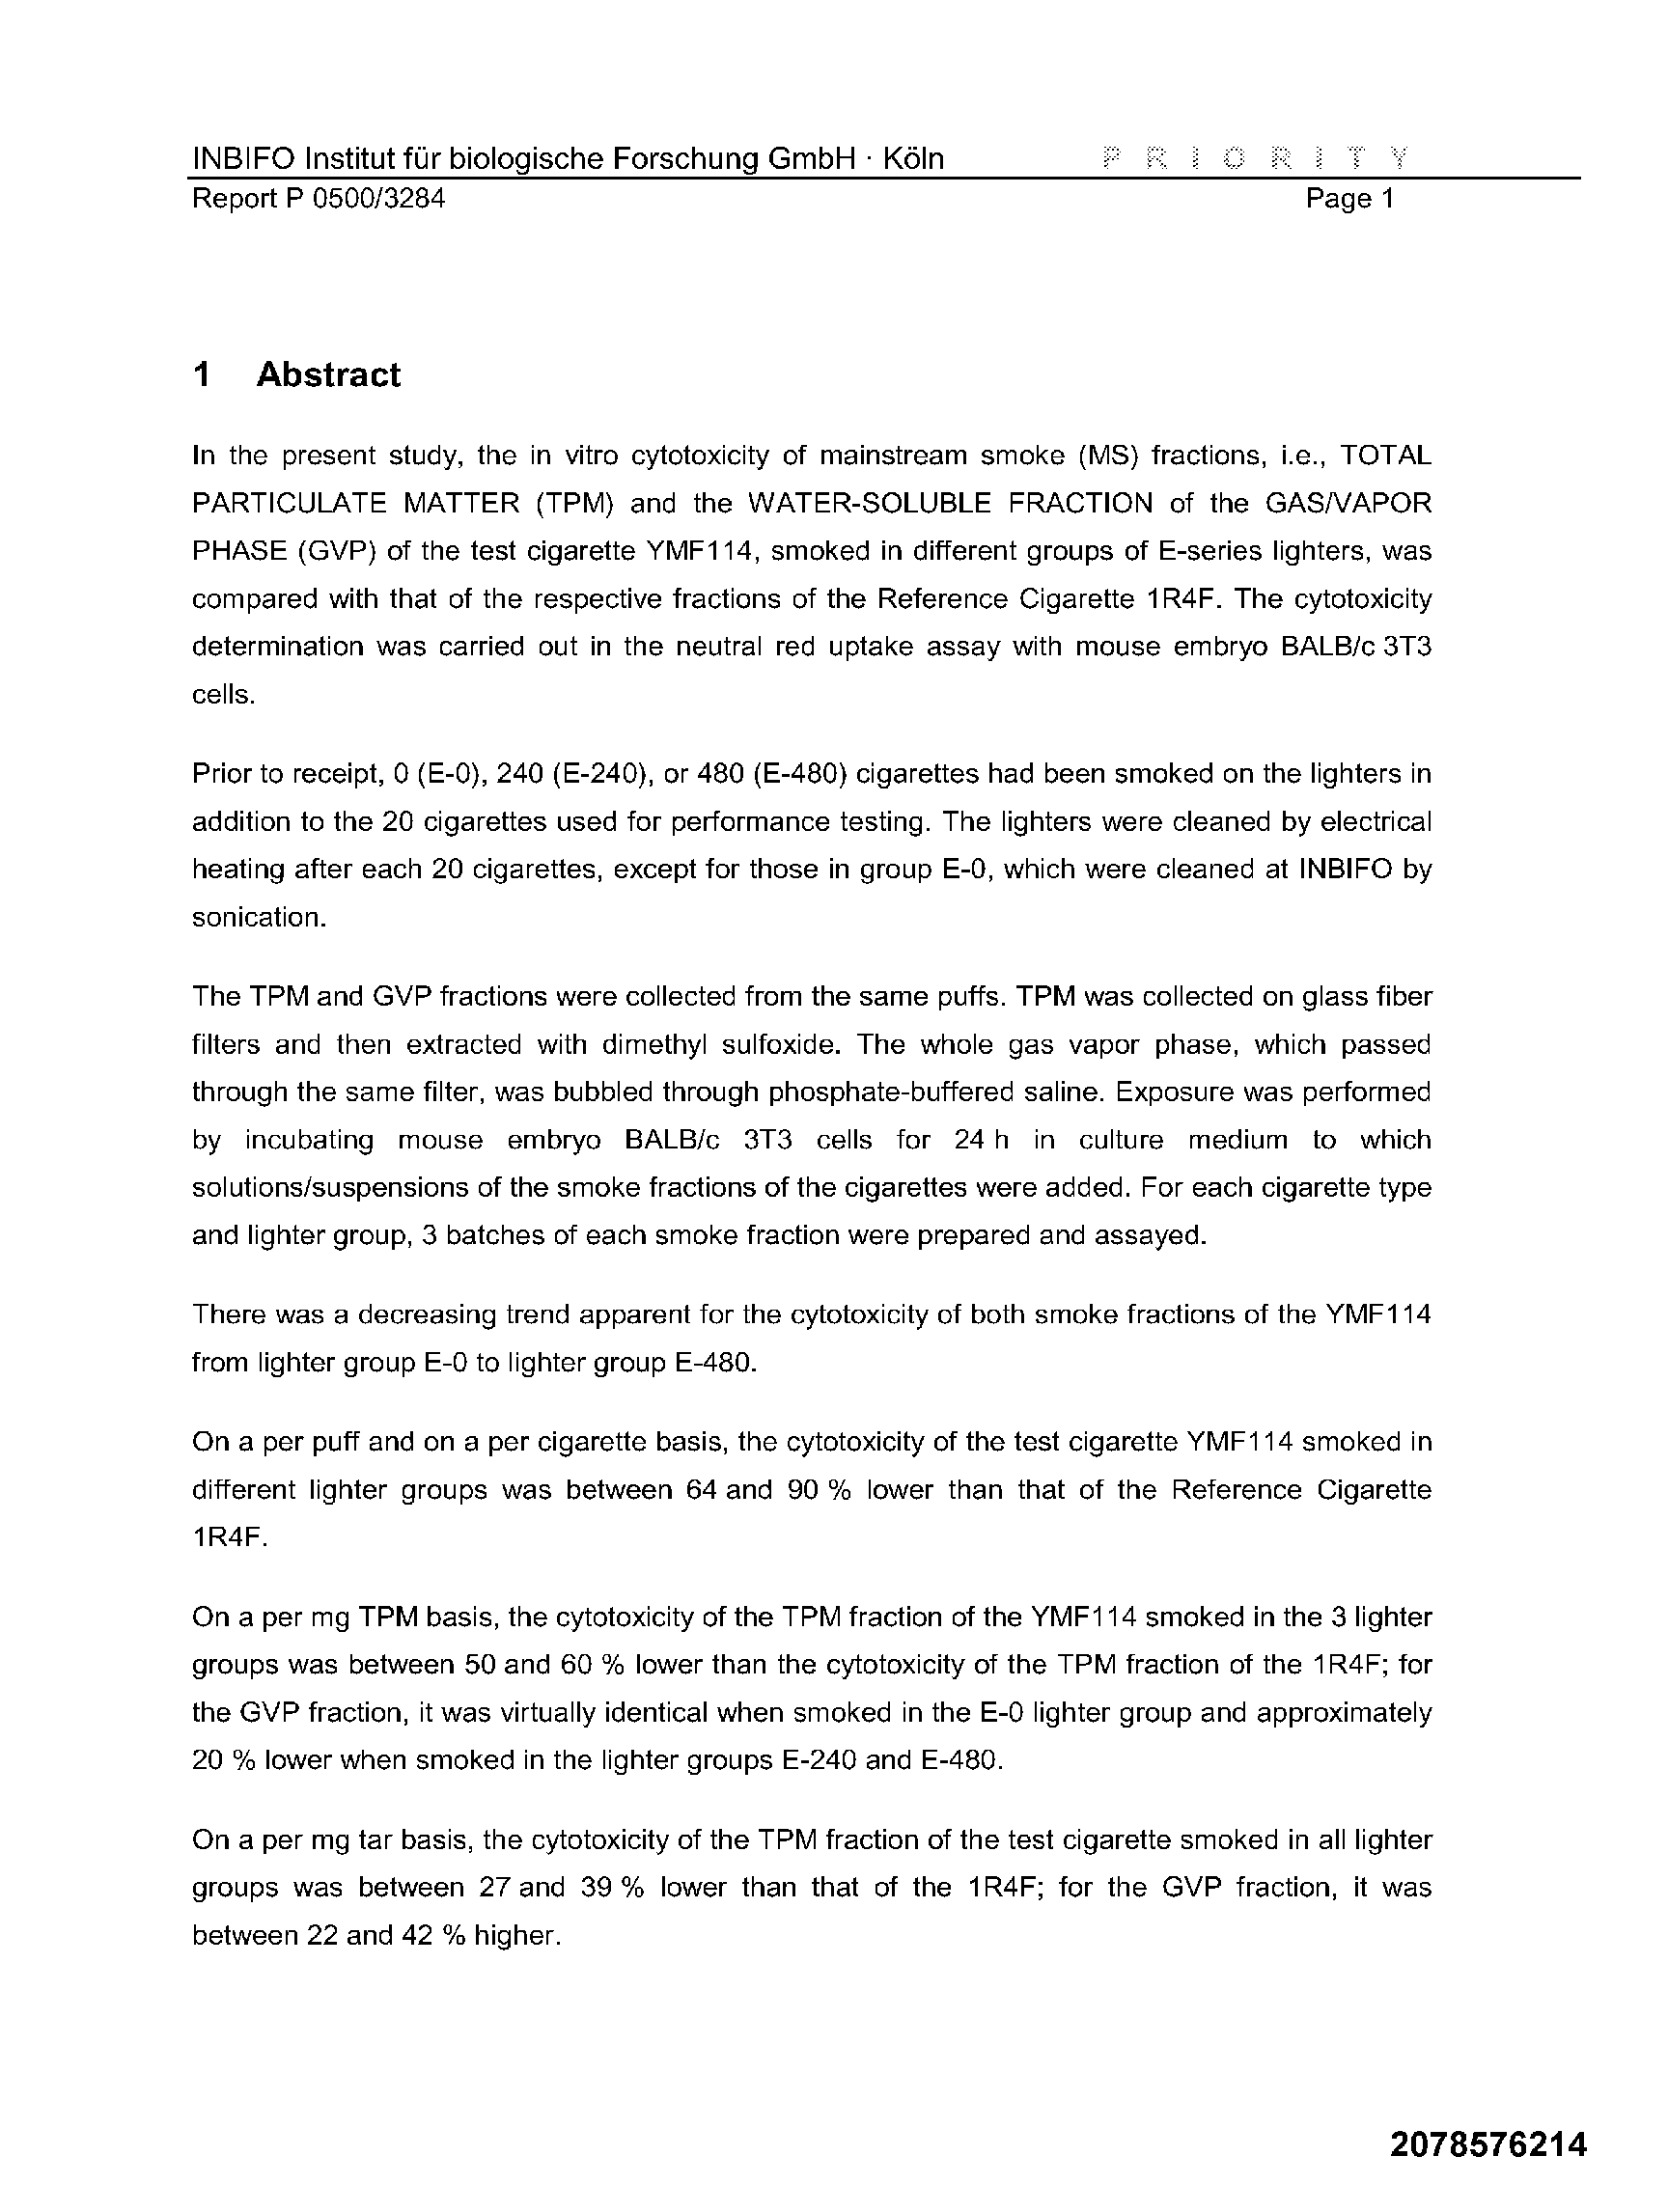 INBIFO Institut für biologische Forschung GmbH · Köln PRIORITY
Report P 0500/3284 Page 1
1 Abstract
In the present study, the in vitro cytotoxicity of mainstream smoke (MS) fractions, i.e., TOTAL
PARTICULATE MATTER (TPM) and the WATER-SOLUBLE FRACTION of the GAS/VAPOR
PHASE (GVP) of the test cigarette YMF114, smoked in different groups of E-series lighters, was
compared with that of the respective fractions of the Reference Cigarette 1R4F. The cytotoxicity
determination was carried out in the neutral red uptake assay with mouse embryo BALB/c 3T3
cells.
Prior to receipt, 0 (E-0), 240 (E-240), or 480 (E-480) cigarettes had been smoked on the lighters in
addition to the 20 cigarettes used for performance testing. The lighters were cleaned by electrical
heating after each 20 cigarettes, except for those in group E-0, which were cleaned at INBIFO by
sonication.
The TPM and GVP fractions were collected from the same puffs. TPM was collected on glass fiber
filters and then extracted with dimethyl sulfoxide. The whole gas vapor phase, which passed
through the same filter, was bubbled through phosphate-buffered saline. Exposure was performed
by incubating mouse embryo BALB/c 3T3 cells for 24 h in culture medium to which
solutions/suspensions of the smoke fractions of the cigarettes were added. For each cigarette type
and lighter group, 3 batches of each smoke fraction were prepared and assayed.
There was a decreasing trend apparent for the cytotoxicity of both smoke fractions of the YMF114
from lighter group E-0 to lighter group E-480.
On a per puff and on a per cigarette basis, the cytotoxicity of the test cigarette YMF114 smoked in
different lighter groups was between 64 and 90 % lower than that of the Reference Cigarette
1R4F.
On a per mg TPM basis, the cytotoxicity of the TPM fraction of the YMF114 smoked in the 3 lighter
groups was between 50 and 60 % lower than the cytotoxicity of the TPM fraction of the 1R4F; for
the GVP fraction, it was virtually identical when smoked in the E-0 lighter group and approximately
20 % lower when smoked in the lighter groups E-240 and E-480.
On a per mg tar basis, the cytotoxicity of the TPM fraction of the test cigarette smoked in all lighter
groups was between 27 and 39 % lower than that of the 1R4F; for the GVP fraction, it was
between 22 and 42 % higher.
2078576214